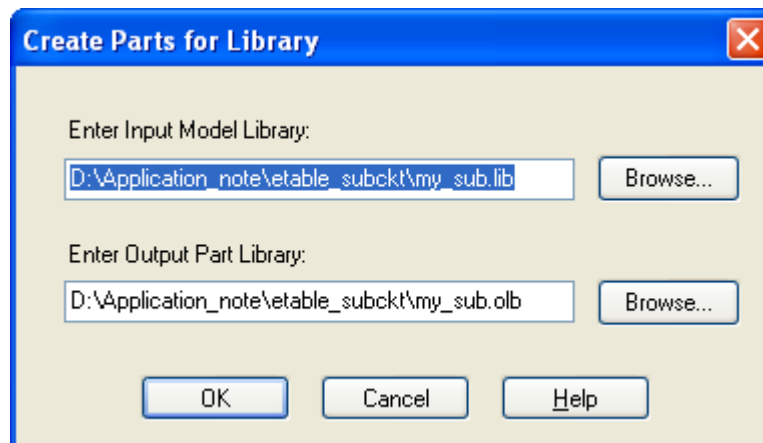 Create Parts for Library
Enter Input Model Library:
D:\Application_note\etable_subckt\my_sub.lib
Browse...
Enter Output Part Library:
D:\Application_note\etable_subckt\my_sub.olb
Browse...
OK
Cancel
Help